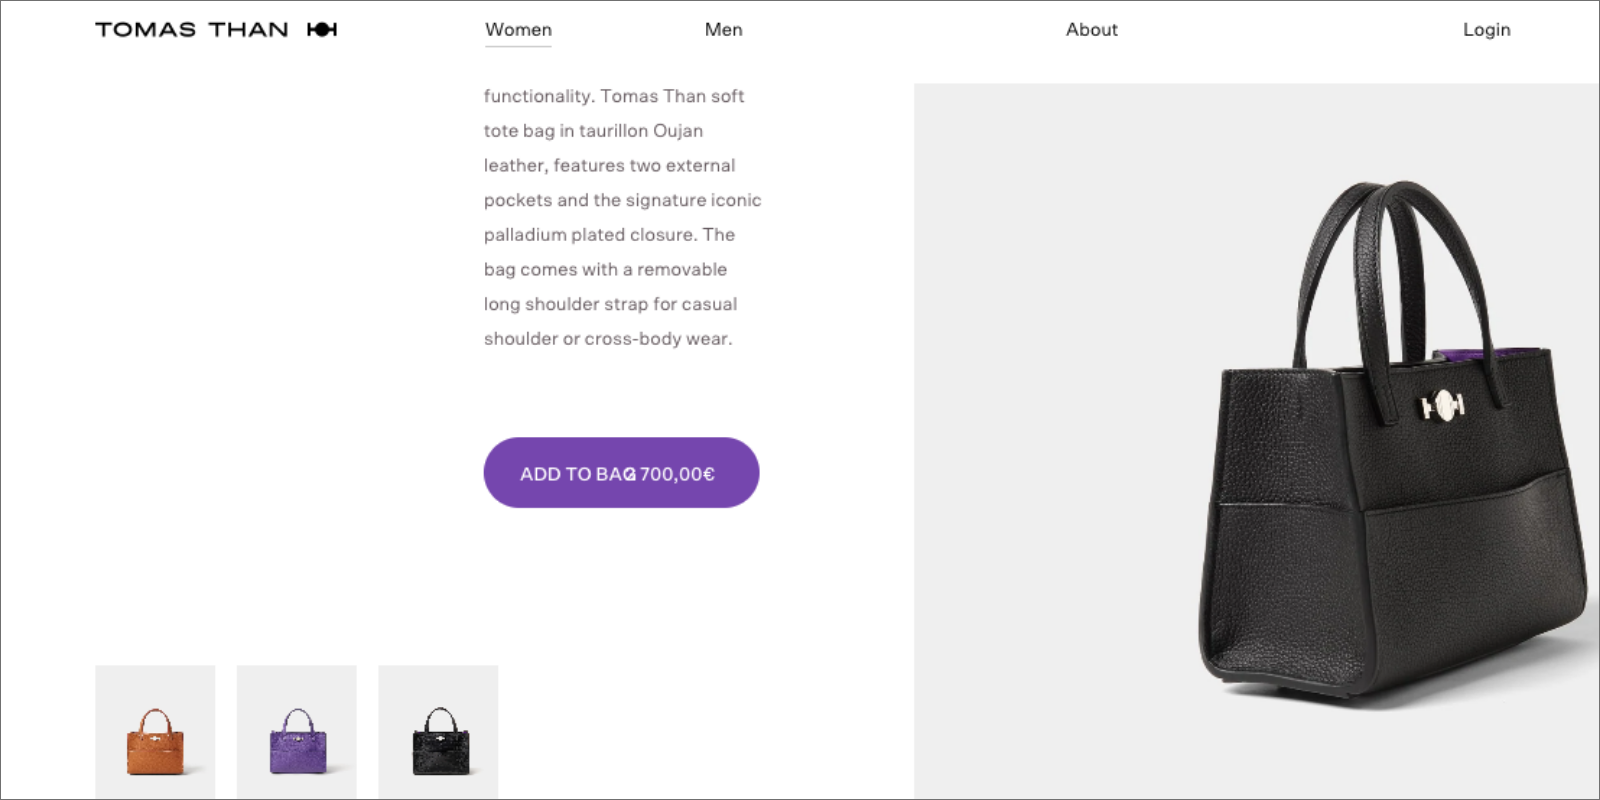 TOMAS THAN
Women
Men
About
Login
functionality. Tomas Than soft
tote bag in taurillon Oujan
leather, features two external
pockets and the signature iconic
palladium plated closure. The
bag comes with a removable
long shoulder strap for casual
shoulder or cross-body wear.
ADD TO BAG 700,00€